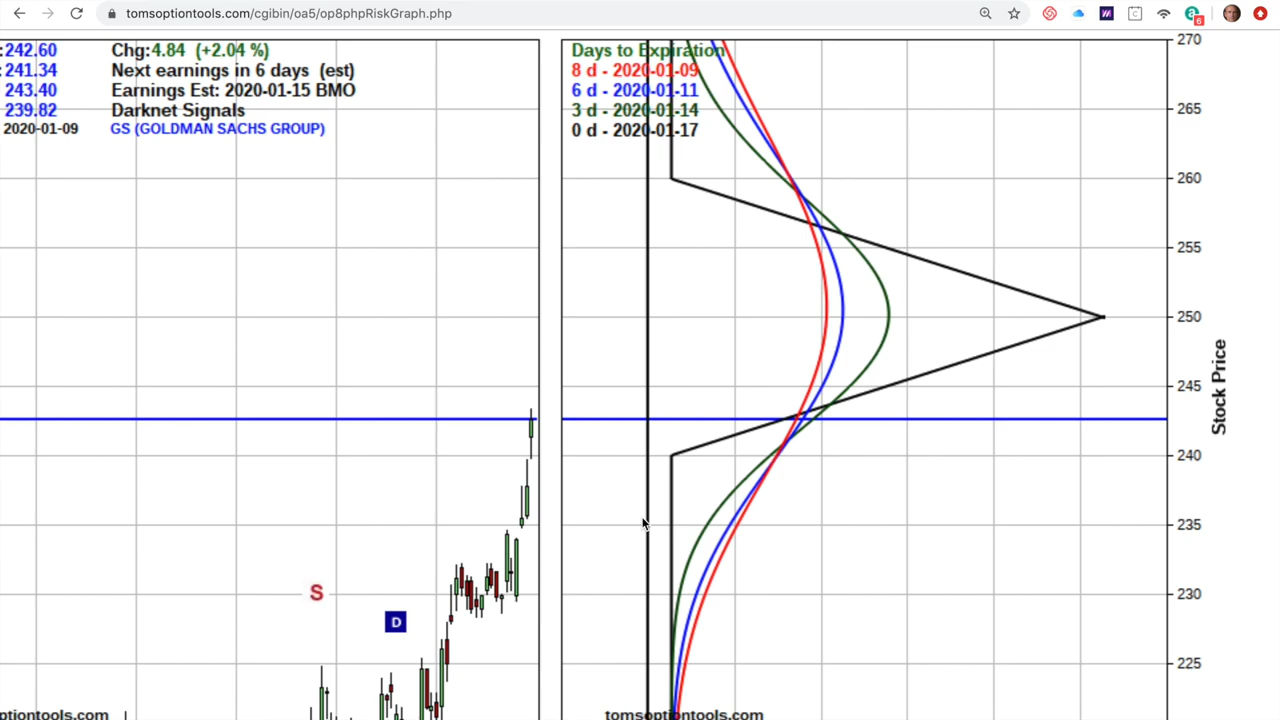 tomsoptiontools.com/cgibin/oa5/op8phpRiskGraph.php
6
:242.60 Chg:4.84 (+2.04 %)
241.34 Next earnings in 6 days (est)
243.40 Earnings Est: 2020-01-15 BMO
239.82 Darknet Signals
2020-01-09 GS (GOLDMAN SACHS GROUP)
Days to Expiration
8 d - 2020-01-09
6 d - 2020-01-11
3 d - 2020-01-14
0 d - 2020-01-17
270
265
260
255
250
245
240
235
230
225
Stock Price
S
D
ptiontools.com
tomsoptiontools.com